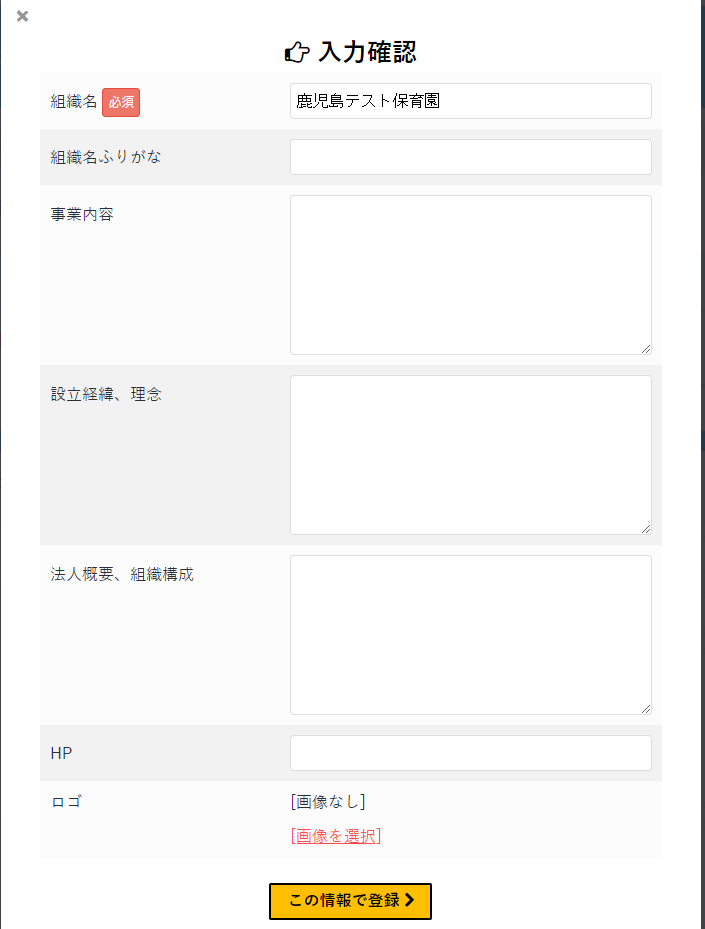 入力確認
組織名 必須 鹿児島テスト保育園
組織名ふりがな
事業内容
設立経緯、理念
法人概要、組織構成
HP
ロゴ [画像なし]
[画像を選択]
この情報で登録